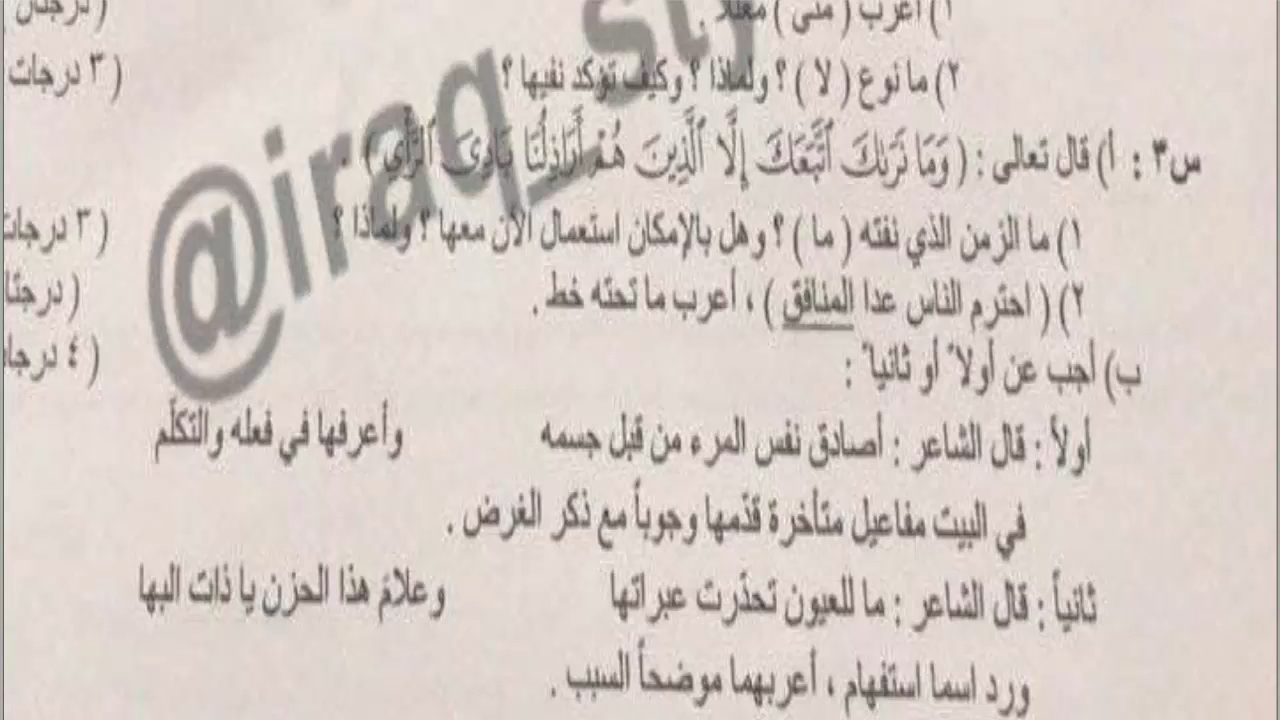 ١) أعرب ( متى ) معللاً . ( درجتان )
٢) ما نوع ( لا ) ؟ ولماذا ؟ وكيف تؤكد نفيها ؟ ( ٣ درجات
س٣ : أ) قال تعالى : ( وَمَا نَرَىٰكَ ٱتَّبَعَكَ إِلَّا ٱلَّذِينَ هُمْ أَرَاذِلُنَا بَادِىَ ٱلرَّأْيِ ) .
١) ما الزمن الذي نفته ( ما ) ؟ وهل بالإمكان استعمال الآن معها ؟ ولماذا ؟ ( ٣ درجات
٢) ( احترم الناس عدا المنافق ) ، أعرب ما تحته خط . ( درجتا
ب) أجب عن أولاً أو ثانياً : ( ٤ درجا
أولاً : قال الشاعر : أصادق نفس المرء من قبل جسمه وأعرفها في فعله والتكلّم
في البيت مفاعيل متأخرة قدّمها وجوباً مع ذكر الغرض .
ثانياً : قال الشاعر : ما للعيون تحدّرت عبراتها وعلامَ هذا الحزن يا ذات البها
ورد اسما استفهام ، أعربهما موضحاً السبب .
@iraq_sty